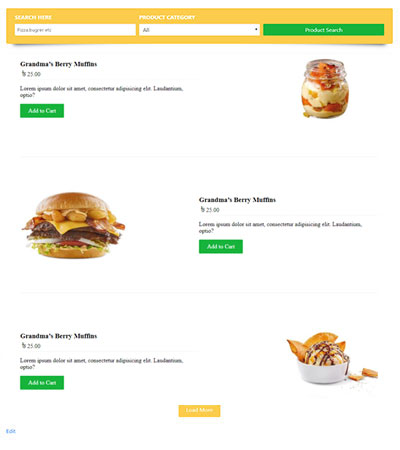 SEARCH HERE
PRODUCT CATEGORY
Pizza burger etc
All
Product Search
Grandma's Berry Muffins
৳ 25.00
Lorem ipsum dolor sit amet, consectetur adipisicing elit. Laudantium,
optio?
Add to Cart
Grandma's Berry Muffins
৳ 25.00
Lorem ipsum dolor sit amet, consectetur adipisicing elit. Laudantium,
optio?
Add to Cart
Grandma's Berry Muffins
৳ 25.00
Lorem ipsum dolor sit amet, consectetur adipisicing elit. Laudantium,
optio?
Add to Cart
Load More
Edit